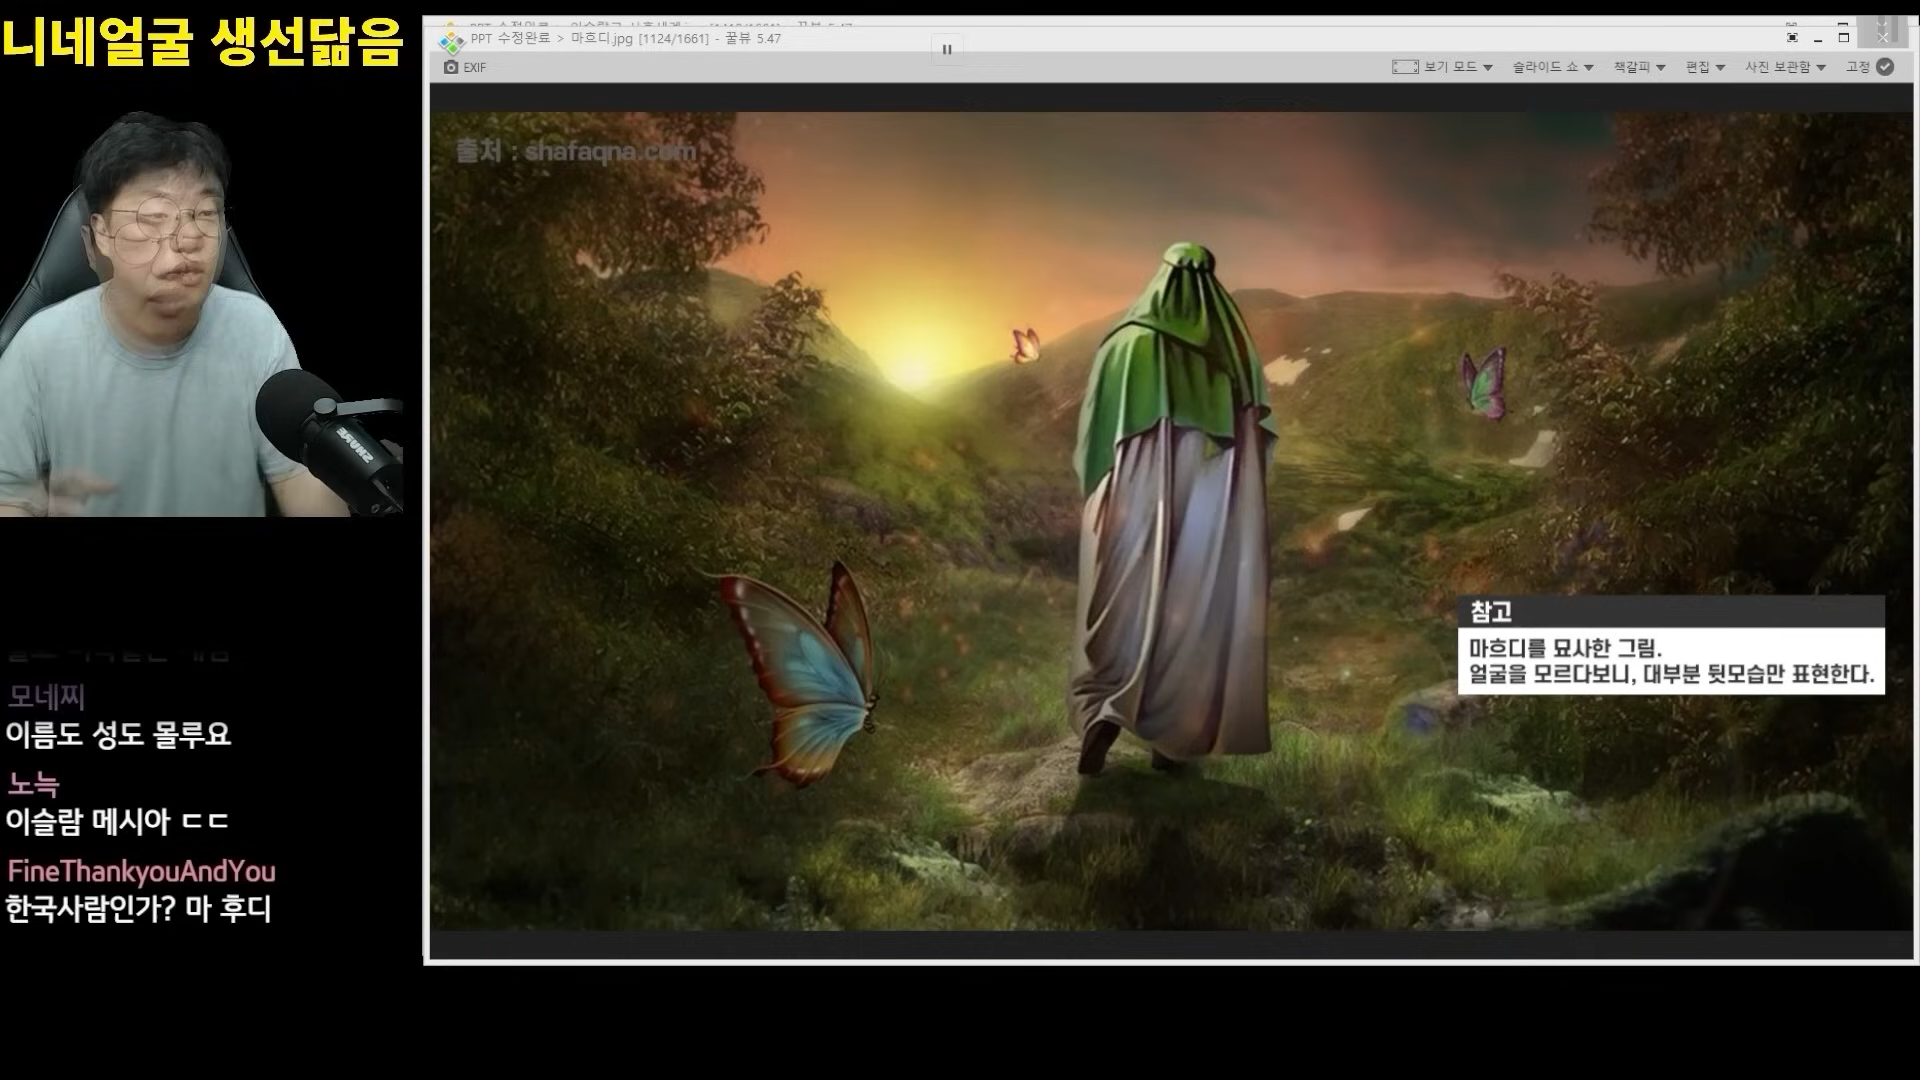 니네얼굴 생선닮음
PPT 수정완료 > 마흐디.jpg [1124/1661] - 꿀뷰 5.47
EXIF
보기 모드
슬라이드 쇼
책갈피
편집
사진 보관함
고정
출처 : shafaqna.com
SHURE
참고
마흐디를 묘사한 그림.
얼굴을 모르다보니, 대부분 뒷모습만 표현한다.
모네찌
이름도 성도 몰루요
노늑
이슬람 메시아 ㄷㄷ
FineThankyouAndYou
한국사람인가? 마 후디